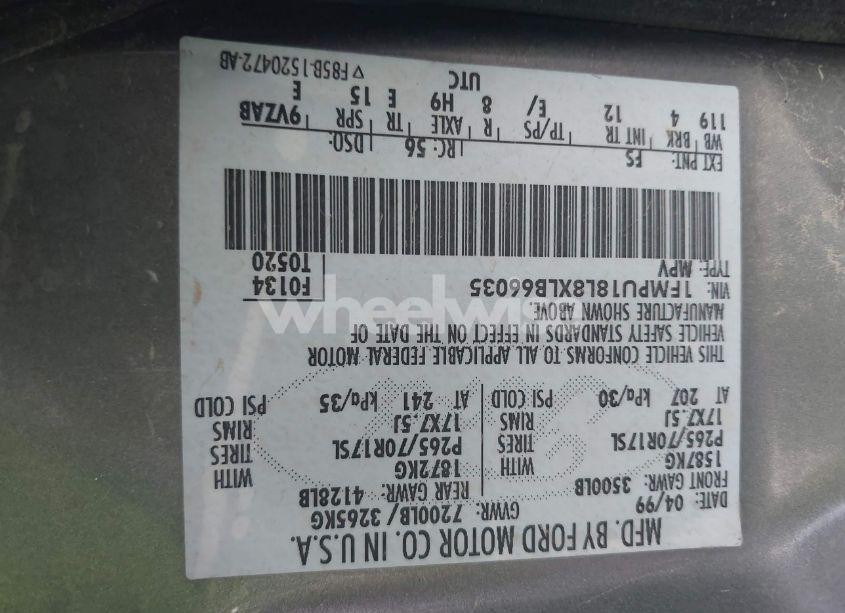 MFD. BY FORD MOTOR CO. IN U.S.A.
DATE: 04/99 GVWR: 7200LB/ 3265KG
FRONT GAWR: 3500LB REAR GAWR: 4128LB
1587KG WITH 1872KG WITH
P265/70R17SL TIRES P265/70R17SL TIRES
17X7.5J RIMS 17X7.5J RIMS
AT 207 kPa/30 PSI COLD AT 241 kPa/35 PSI COLD
THIS VEHICLE CONFORMS TO ALL APPLICABLE FEDERAL MOTOR
VEHICLE SAFETY STANDARDS IN EFFECT ON THE DATE OF
MANUFACTURE SHOWN ABOVE.
VIN: 1FMPU18L8XLB66035 F0134
TYPE: MPV T0520
EXT PNT: FS RC: 56 DSO:
WB BRK INT TR TP/PS R AXLE TR SPR 9VZAB
119 4 12 E/ 8 H9 E 15 E
UTC
▽ F85B-1520472-AB
wheelwise